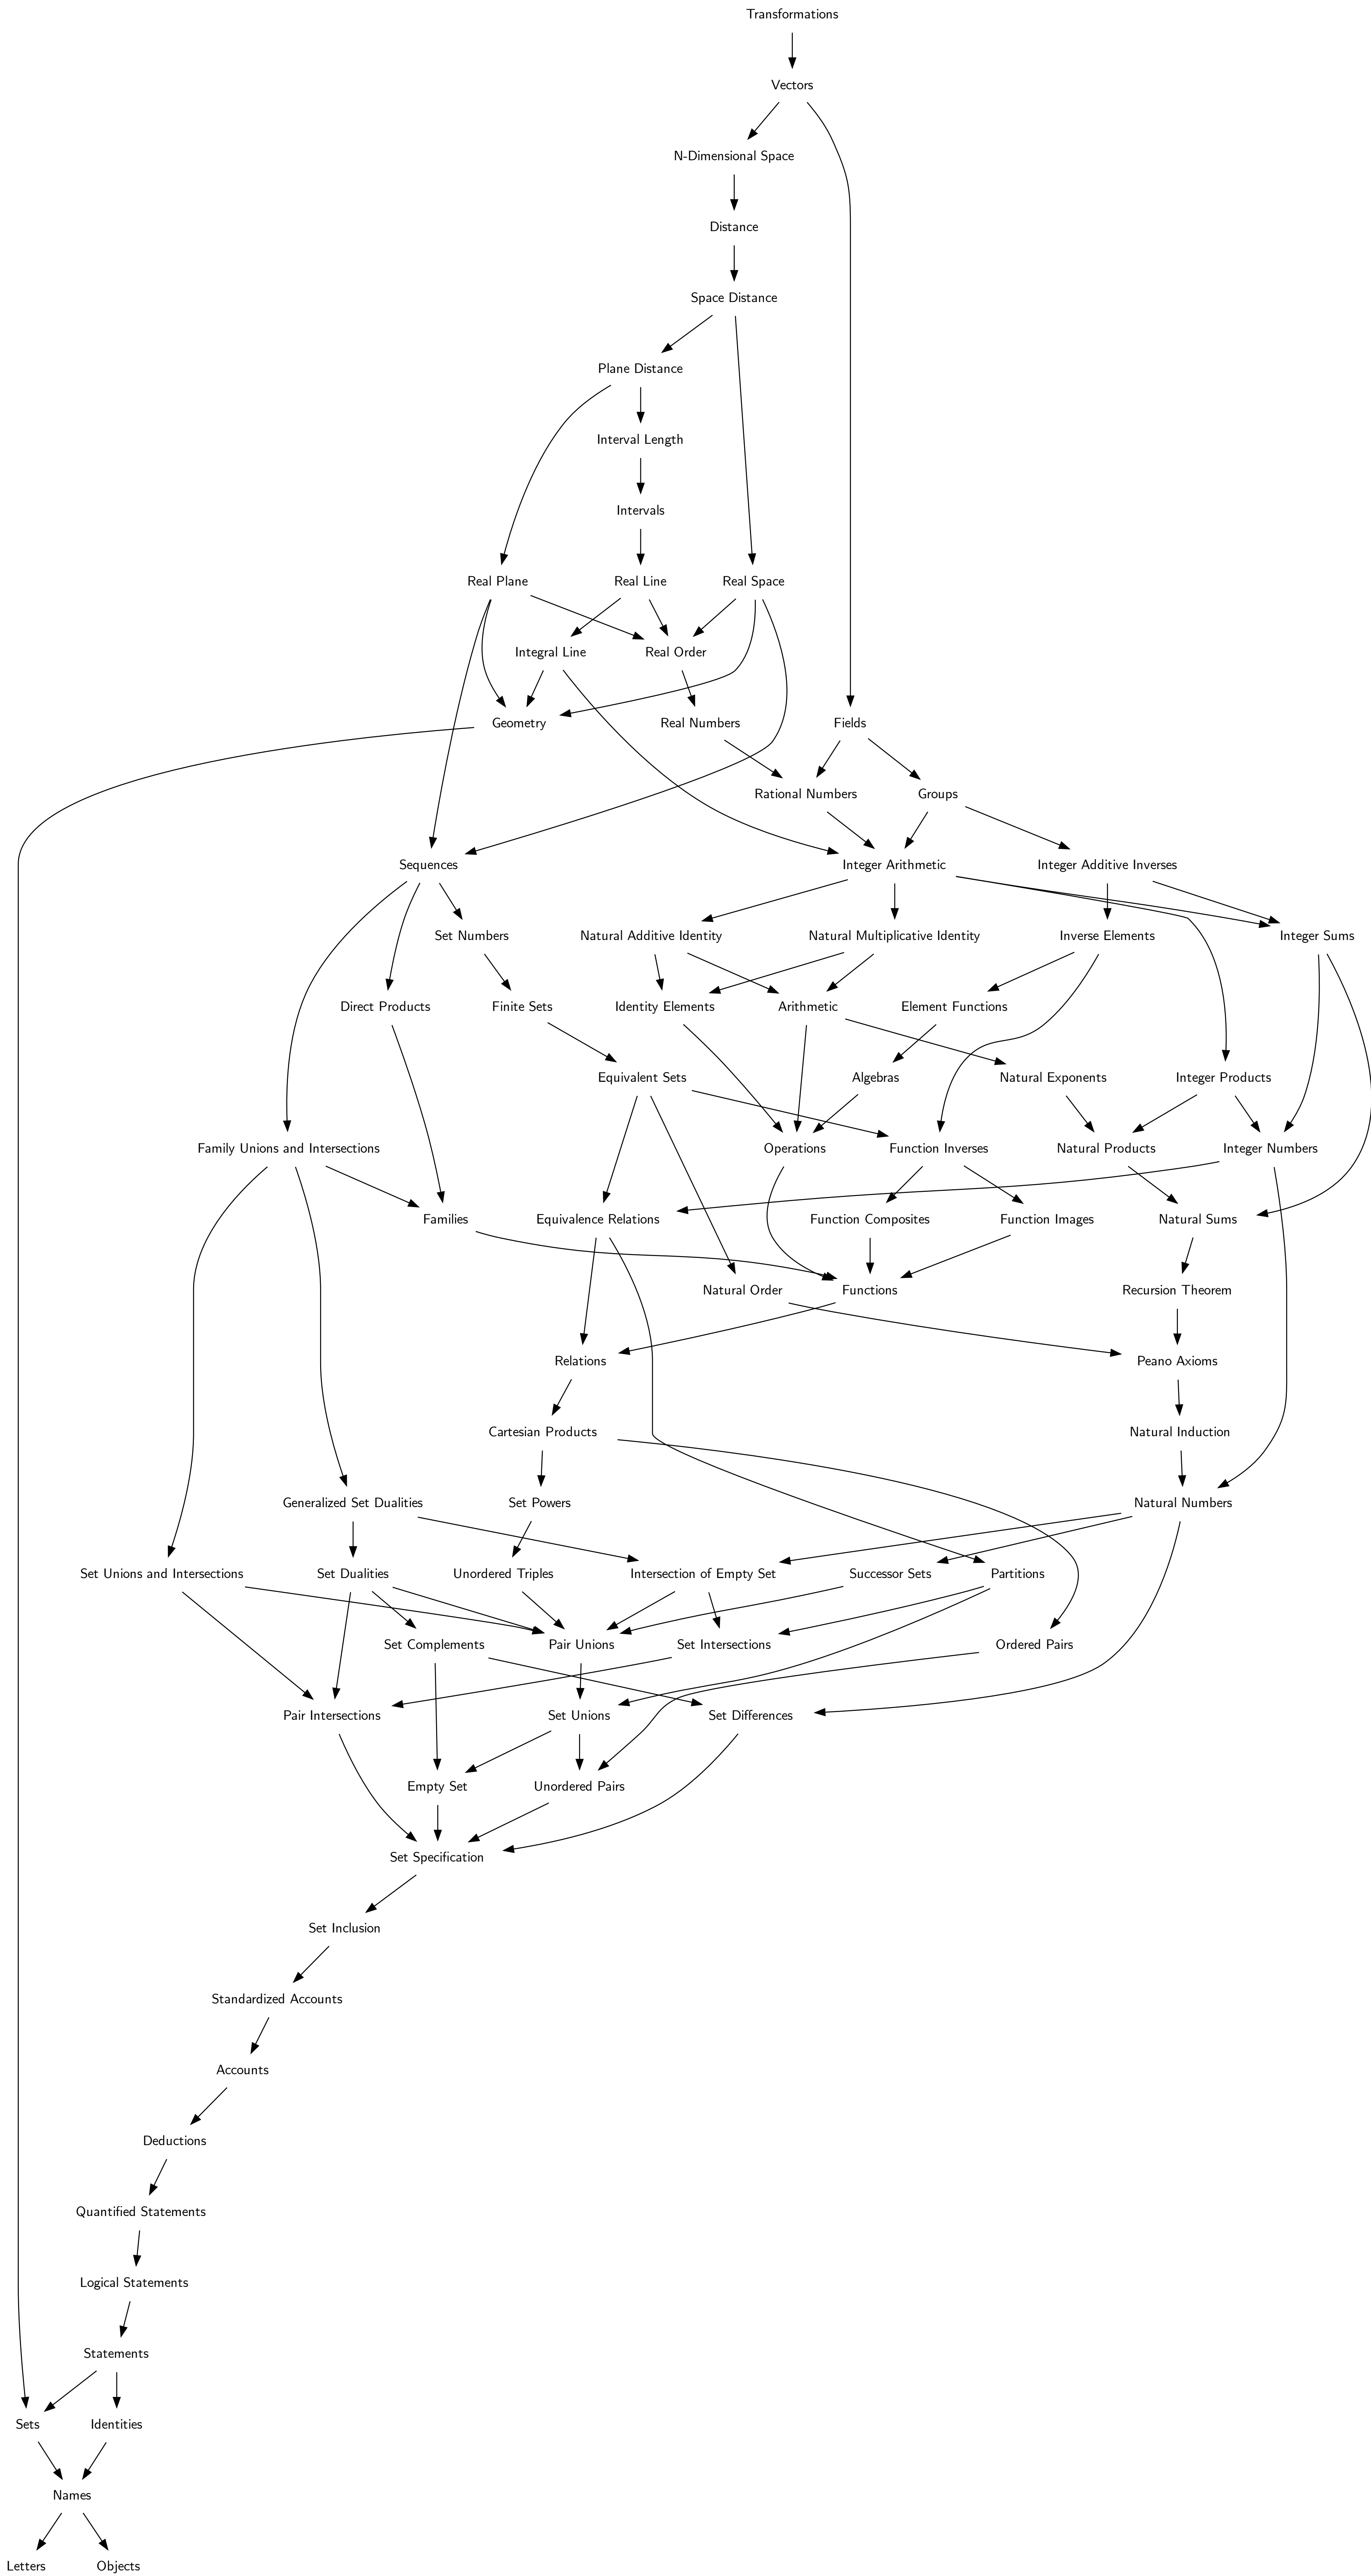 Transformations
Vectors
N-Dimensional Space
Distance
Space Distance
Plane Distance
Interval Length
Intervals
Real Plane
Real Line
Real Space
Integral Line
Real Order
Geometry
Real Numbers
Fields
Rational Numbers
Groups
Sequences
Integer Arithmetic
Integer Additive Inverses
Set Numbers
Natural Additive Identity
Natural Multiplicative Identity
Inverse Elements
Integer Sums
Direct Products
Finite Sets
Identity Elements
Arithmetic
Element Functions
Equivalent Sets
Algebras
Natural Exponents
Integer Products
Family Unions and Intersections
Operations
Function Inverses
Natural Products
Integer Numbers
Families
Equivalence Relations
Function Composites
Function Images
Natural Sums
Natural Order
Functions
Recursion Theorem
Relations
Peano Axioms
Cartesian Products
Natural Induction
Generalized Set Dualities
Set Powers
Natural Numbers
Set Unions and Intersections
Set Dualities
Unordered Triples
Intersection of Empty Set
Successor Sets
Partitions
Set Complements
Pair Unions
Set Intersections
Ordered Pairs
Pair Intersections
Set Unions
Set Differences
Empty Set
Unordered Pairs
Set Specification
Set Inclusion
Standardized Accounts
Accounts
Deductions
Quantified Statements
Logical Statements
Statements
Sets
Identities
Names
Letters
Objects